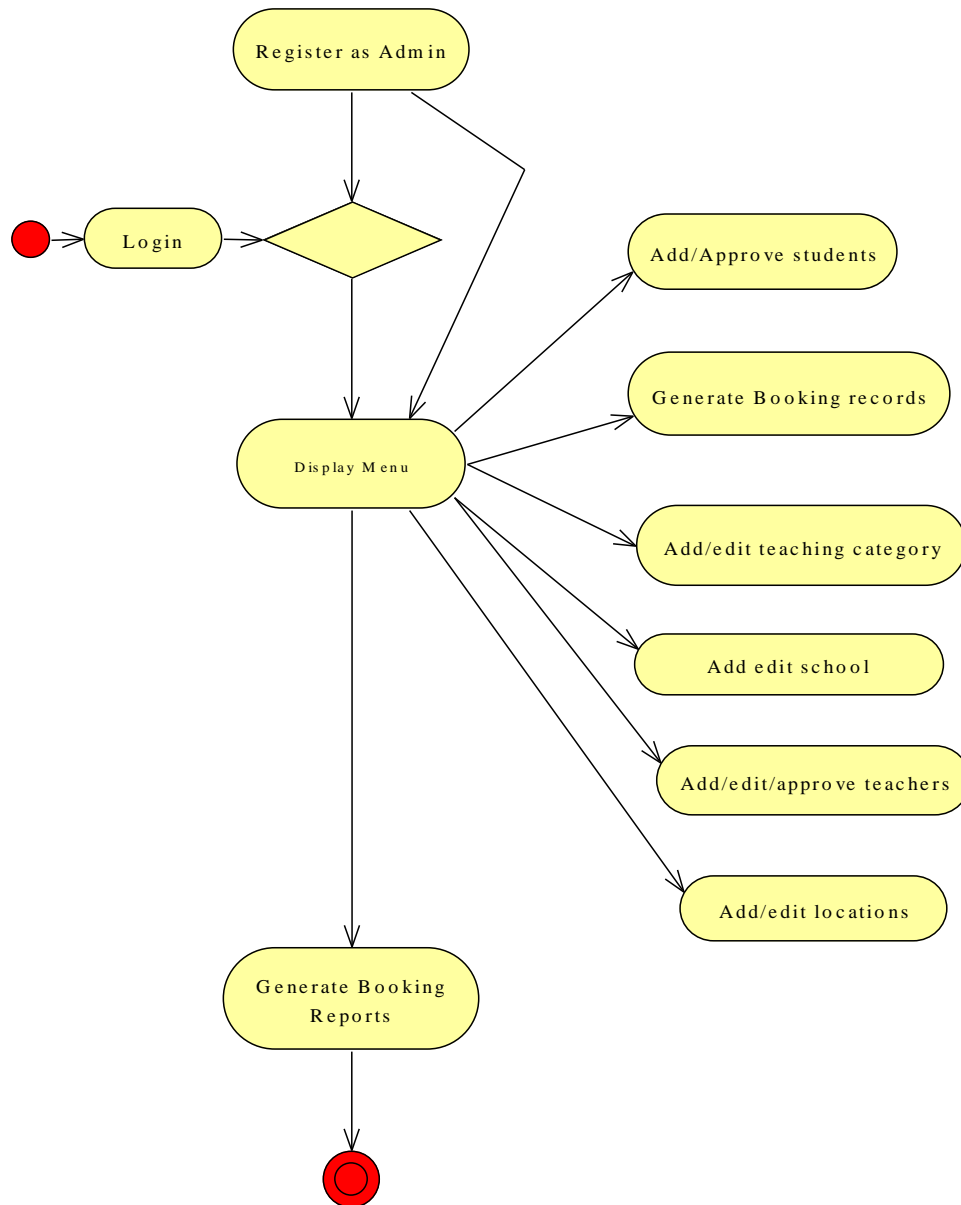 Register as Admin
Login
Add/Approve students
Generate Booking records
Display Menu
Add/edit teaching category
Add edit school
Add/edit/approve teachers
Add/edit locations
Generate Booking
Reports